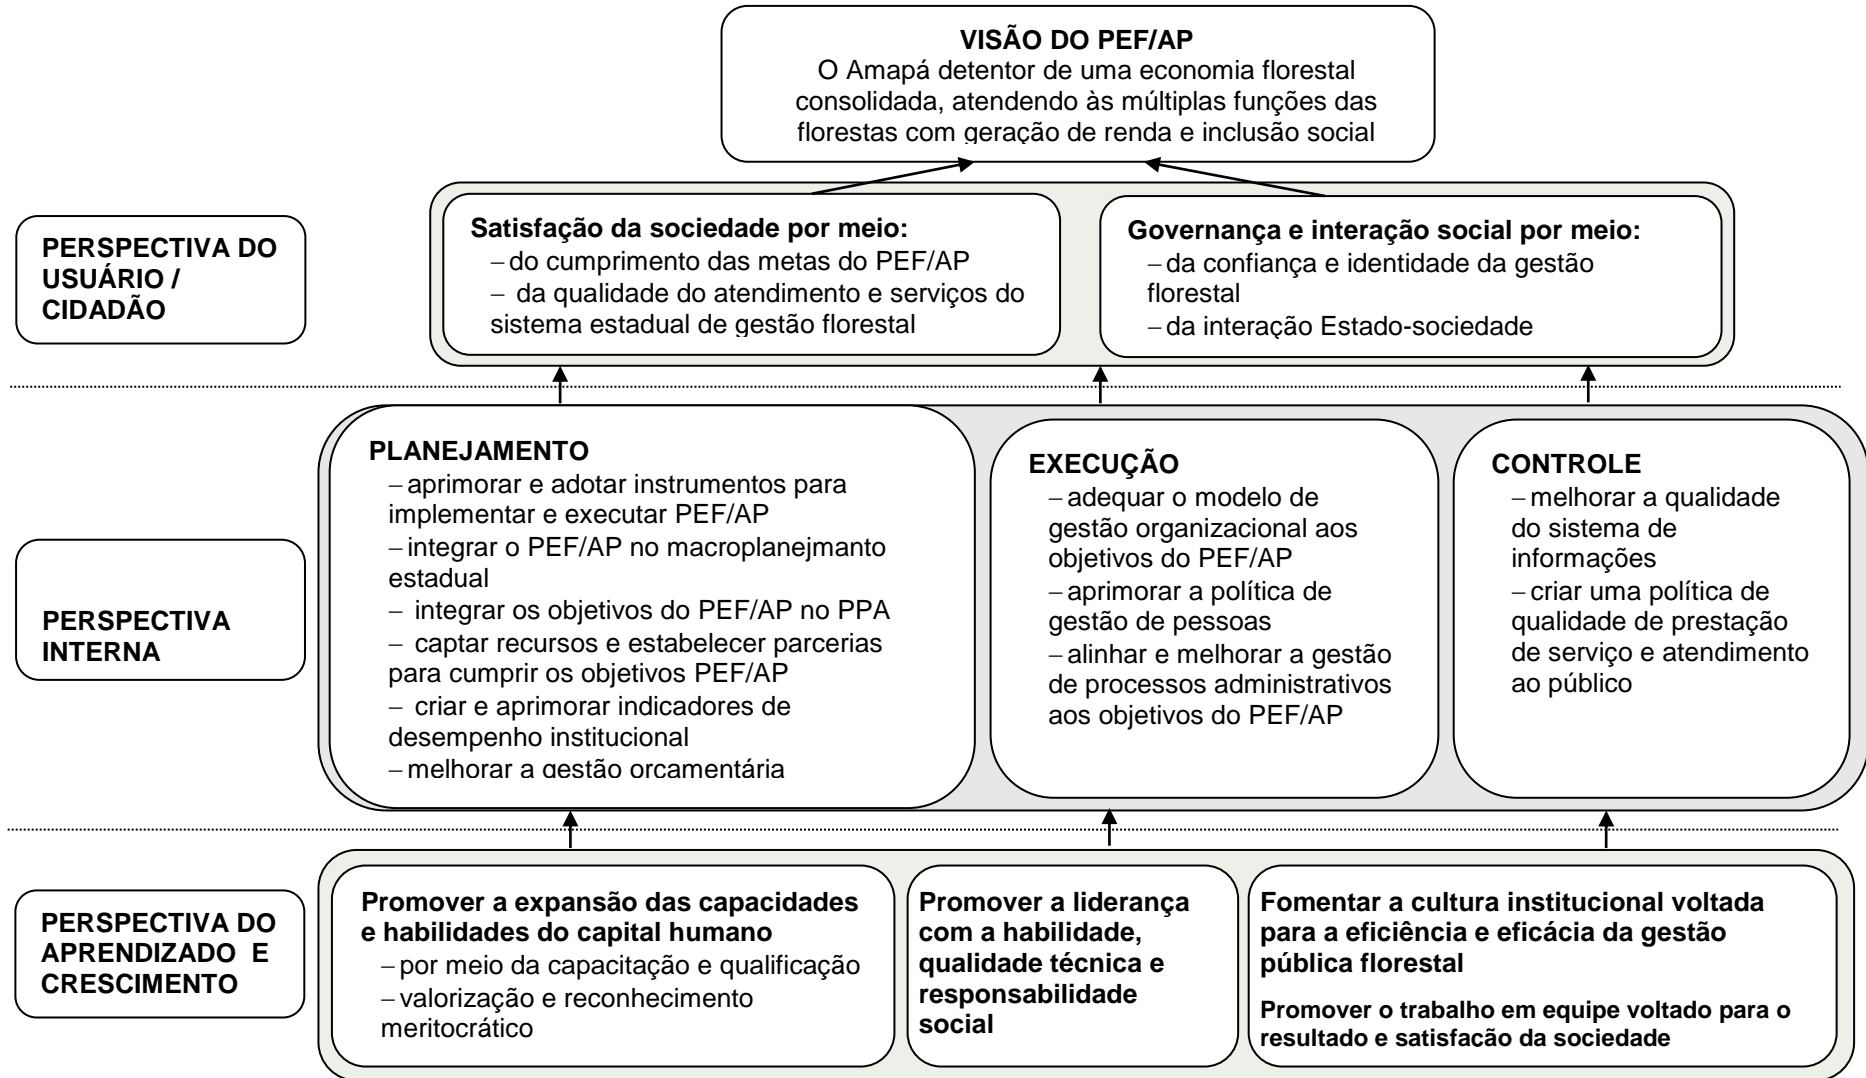 VISÃO DO PEF/AP
O Amapá detentor de uma economia florestal
consolidada, atendendo às múltiplas funções das
florestas com geração de renda e inclusão social
PERSPECTIVA DO
USUÁRIO /
CIDADÃO
Satisfação da sociedade por meio:
– do cumprimento das metas do PEF/AP
– da qualidade do atendimento e serviços do
sistema estadual de gestão florestal
Governança e interação social por meio:
– da confiança e identidade da gestão
florestal
– da interação Estado-sociedade
PERSPECTIVA
INTERNA
PLANEJAMENTO
– aprimorar e adotar instrumentos para
implementar e executar PEF/AP
– integrar o PEF/AP no macroplanejmanto
estadual
– integrar os objetivos do PEF/AP no PPA
– captar recursos e estabelecer parcerias
para cumprir os objetivos PEF/AP
– criar e aprimorar indicadores de
desempenho institucional
– melhorar a gestão orçamentária
EXECUÇÃO
– adequar o modelo de
gestão organizacional aos
objetivos do PEF/AP
– aprimorar a política de
gestão de pessoas
– alinhar e melhorar a gestão
de processos administrativos
aos objetivos do PEF/AP
CONTROLE
– melhorar a qualidade
do sistema de
informações
– criar uma política de
qualidade de prestação
de serviço e atendimento
ao público
PERSPECTIVA DO
APRENDIZADO E
CRESCIMENTO
Promover a expansão das capacidades
e habilidades do capital humano
– por meio da capacitação e qualificação
– valorização e reconhecimento
meritocrático
Promover a liderança
com a habilidade,
qualidade técnica e
responsabilidade
social
Fomentar a cultura institucional voltada
para a eficiência e eficácia da gestão
pública florestal
Promover o trabalho em equipe voltado para o
resultado e satisfação da sociedade